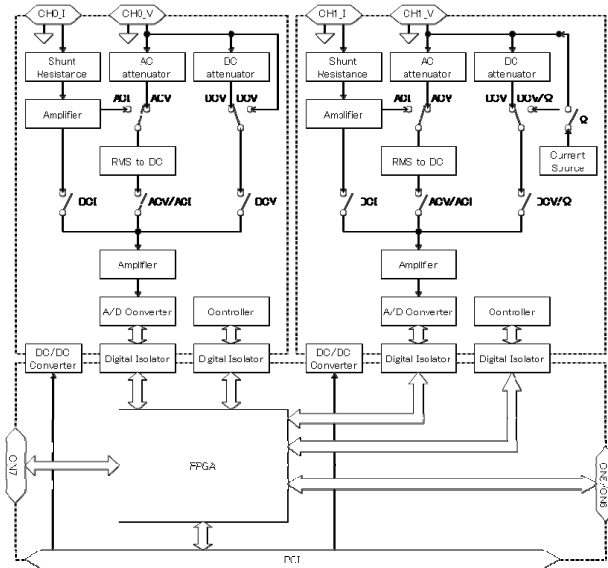 CH0_I
CH0_V
CH1_I
CH1_V
Shunt
Resistance
AC
attenuator
DC
attenuator
Shunt
Resistance
AC
attenuator
DC
attenuator
Amplifier
ACI
ACV
DCV
DCV
Amplifier
ACI
ACV
DCV
DCV/Ω
Ω
RMS to DC
RMS to DC
Current
Source
DCI
ACV/ACI
DCV
DCI
ACV/ACI
DCV/Ω
Amplifier
Amplifier
A/D Converter
Controller
A/D Converter
Controller
DC/DC
Converter
Digital Isolator
Digital Isolator
DC/DC
Converter
Digital Isolator
Digital Isolator
CN7
FPGA
PCI